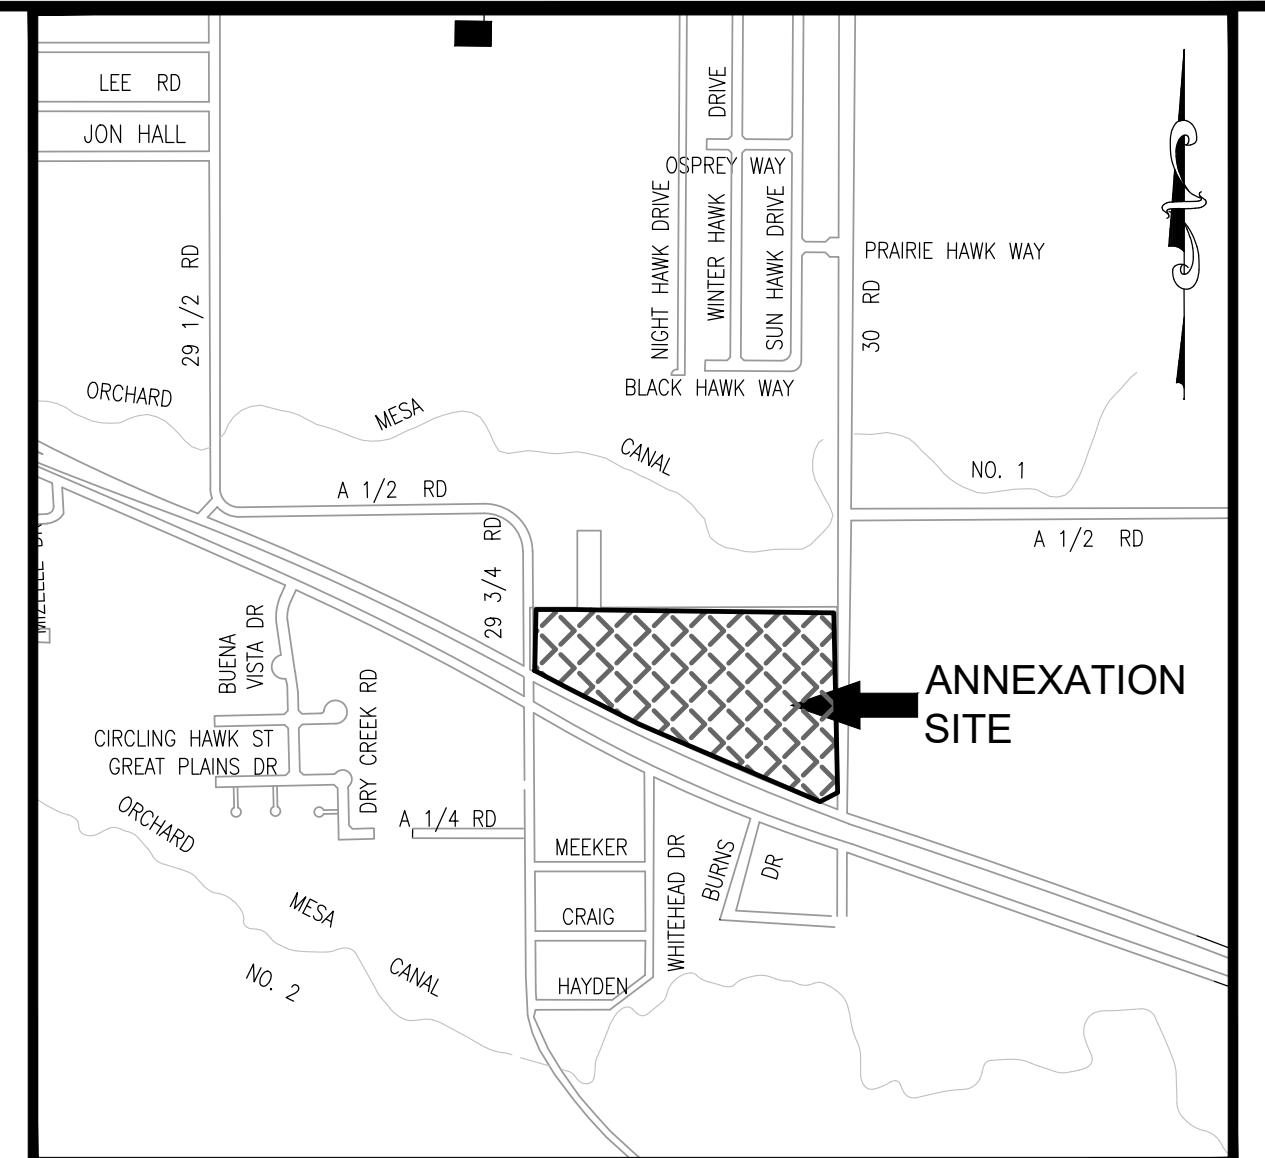 LEE RD
JON HALL
DRIVE
OSPREY WAY
NIGHT HAWK DRIVE
WINTER HAWK
SUN HAWK DRIVE
PRAIRIE HAWK WAY
29 1/2 RD
30 RD
BLACK HAWK WAY
ORCHARD
MESA
CANAL
NO. 1
A 1/2 RD
A 1/2 RD
29 3/4 RD
BUENA
VISTA DR
DRY CREEK RD
ANNEXATION
SITE
CIRCLING HAWK ST
GREAT PLAINS DR
ORCHARD
A 1/4 RD
MEEKER
WHITEHEAD DR
BURNS
DR
CRAIG
MESA
CANAL
NO. 2
HAYDEN